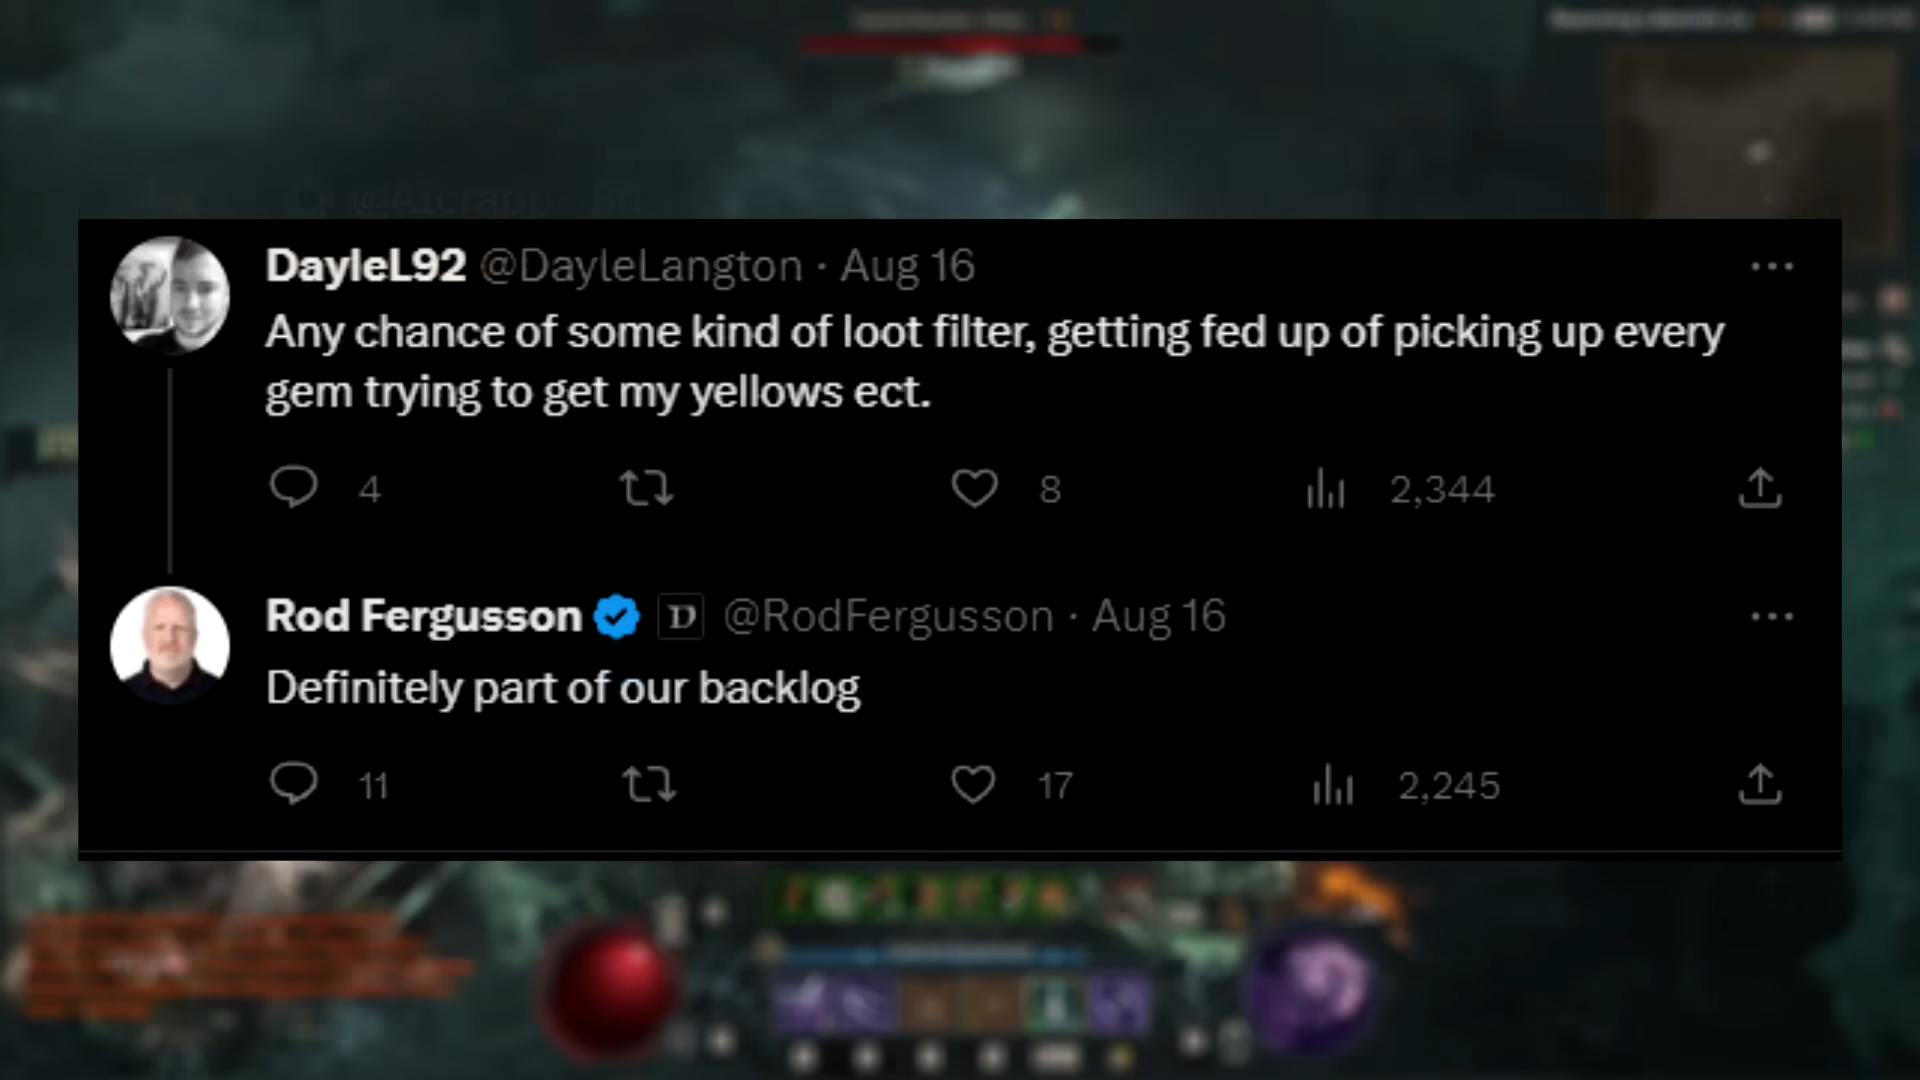 DayleL92 @DayleLangton · Aug 16
Any chance of some kind of loot filter, getting fed up of picking up every
gem trying to get my yellows ect.
4 8 2,344
Rod Fergusson D @RodFergusson · Aug 16
Definitely part of our backlog
11 17 2,245